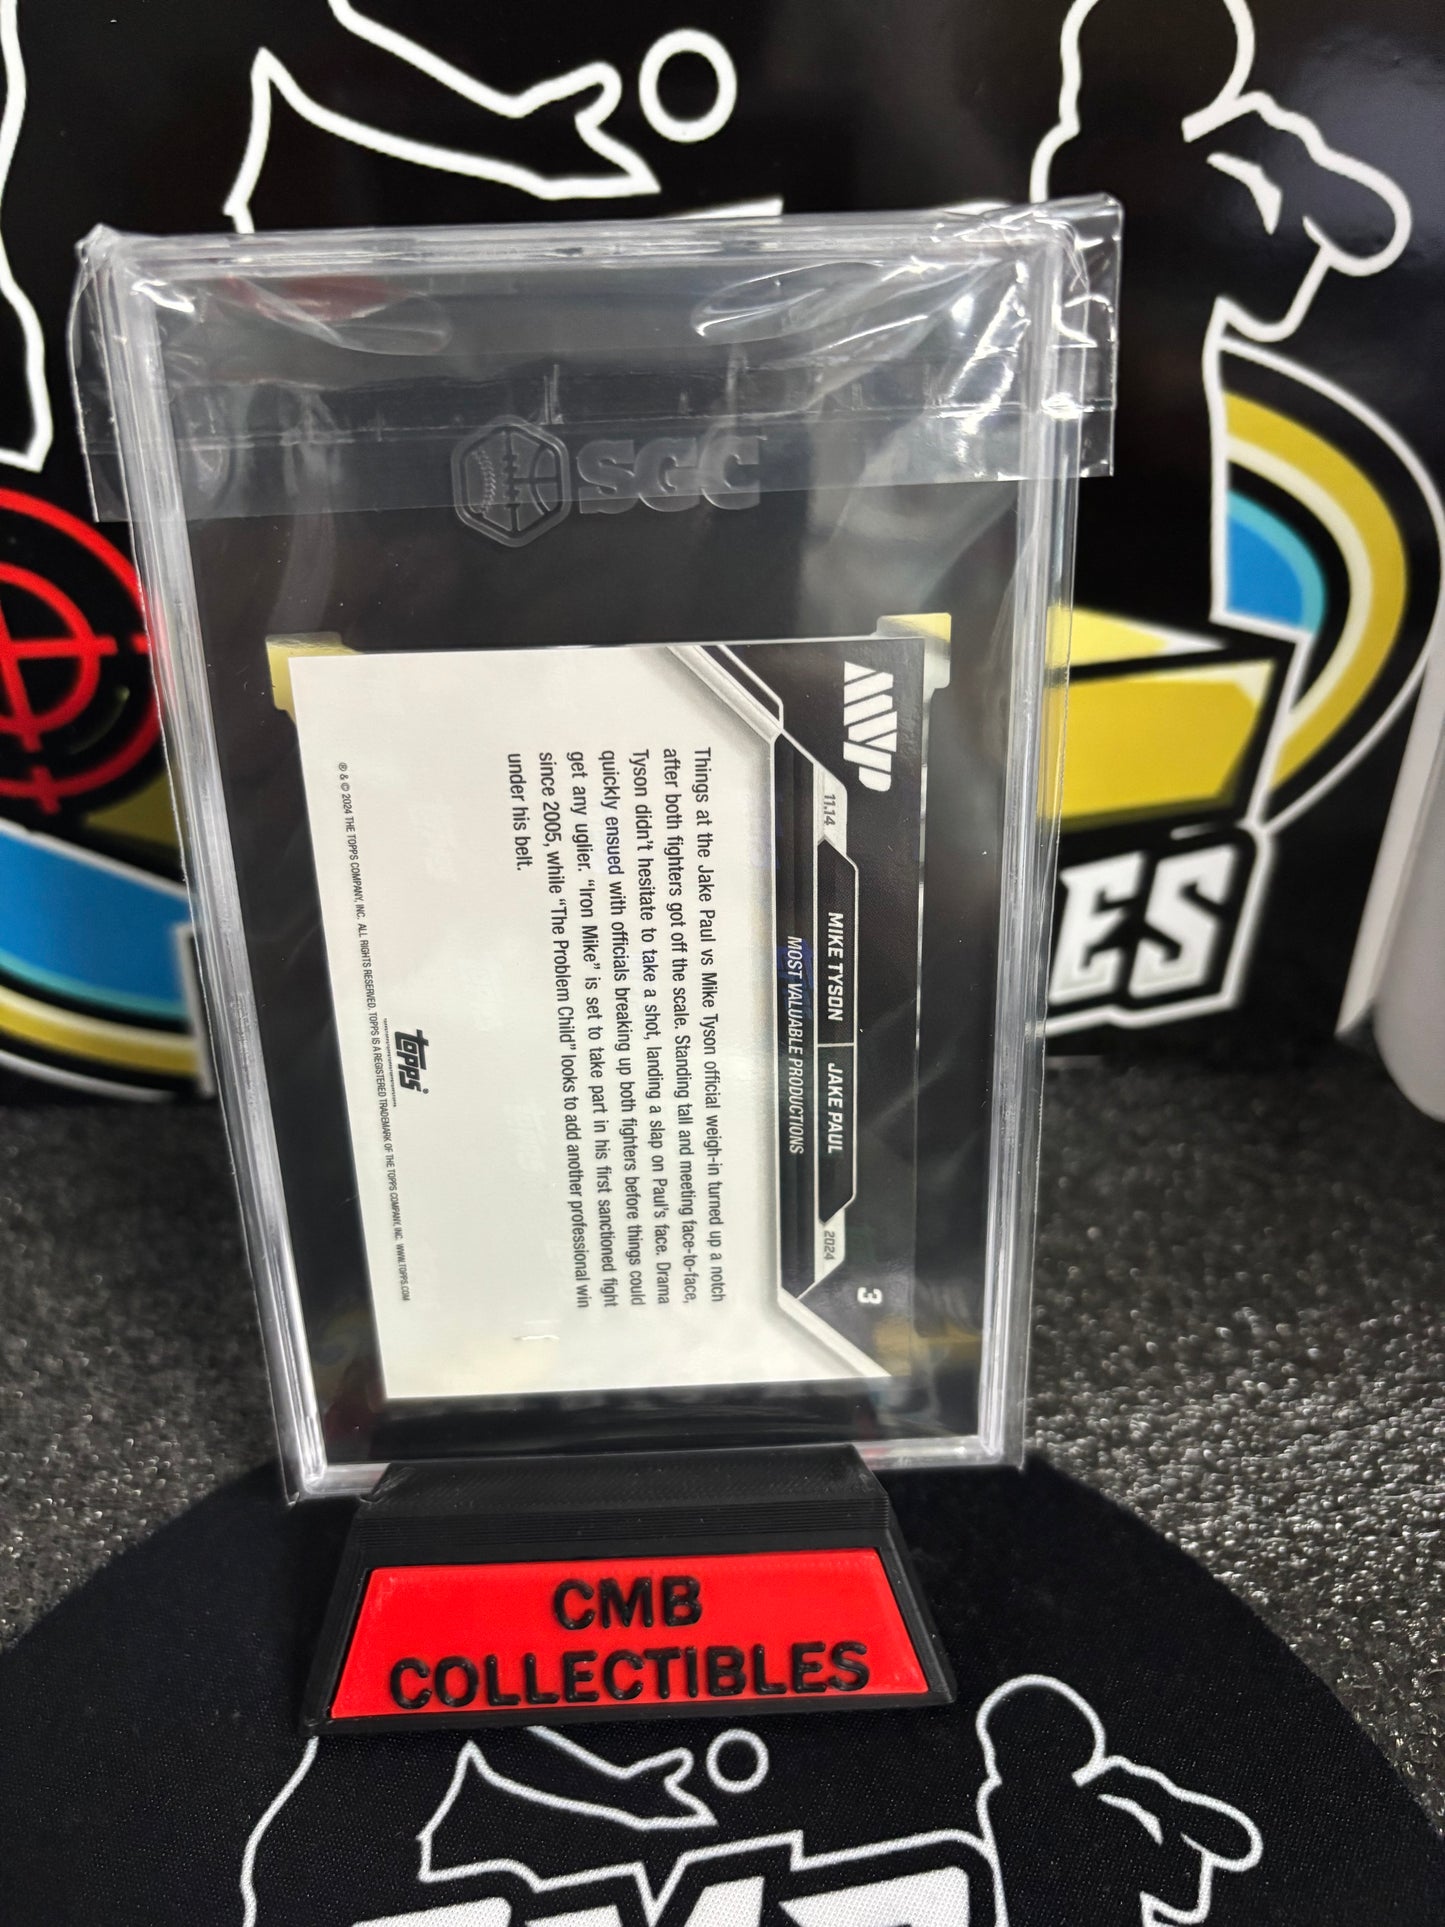 SGC
MVP
11.14
MIKE TYSON
JAKE PAUL
2024
3
MOST VALUABLE PRODUCTIONS
Things at the Jake Paul vs Mike Tyson official weigh-in turned up a notch
after both fighters got off the scale. Standing tall and meeting face-to-face,
Tyson didn't hesitate to take a shot, landing a slap on Paul's face. Drama
quickly ensued with officials breaking up both fighters before things could
get any uglier. "Iron Mike" is set to take part in his first sanctioned fight
since 2005, while "The Problem Child" looks to add another professional win
under his belt.
topps
® & © 2024 THE TOPPS COMPANY, INC. ALL RIGHTS RESERVED. TOPPS IS A REGISTERED TRADEMARK OF THE TOPPS COMPANY, INC. WWW.TOPPS.COM
ES
CMB
COLLECTIBLES